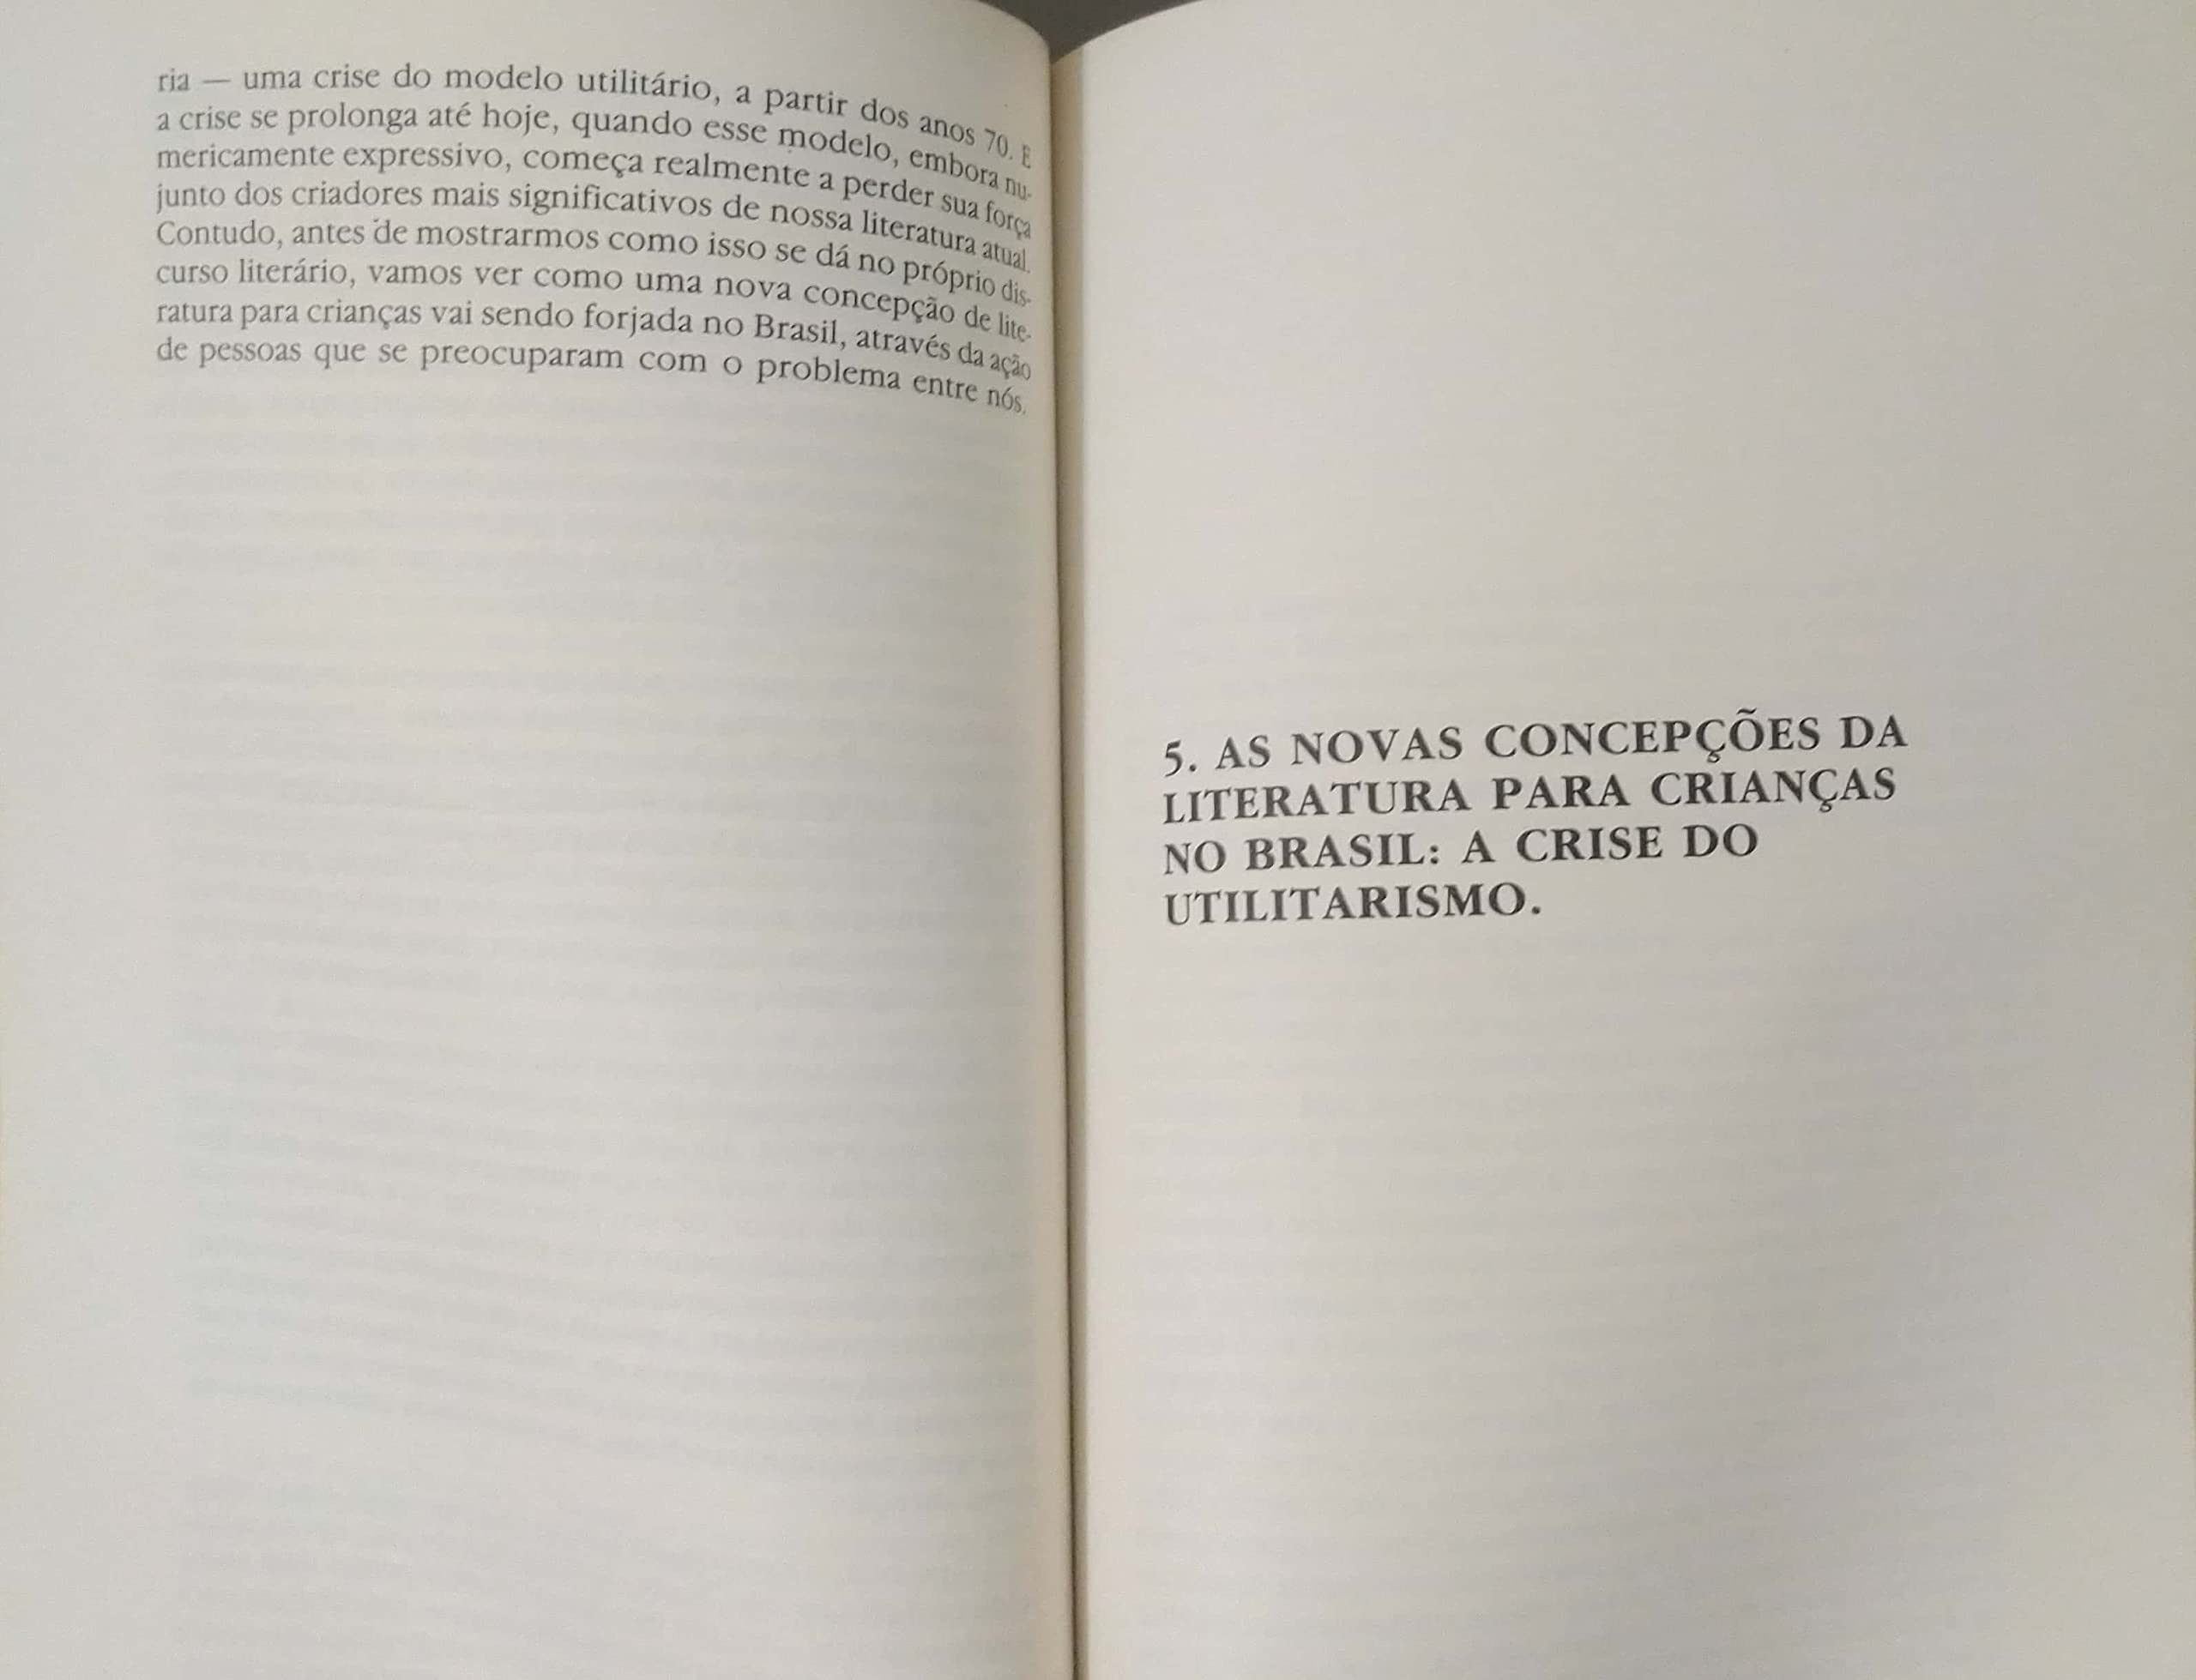 ria — uma crise do modelo utilitário, a partir dos anos 70. E
a crise se prolonga até hoje, quando esse modelo, embora nu-
mericamente expressivo, começa realmente a perder sua força
junto dos criadores mais significativos de nossa literatura atual.
Contudo, antes de mostrarmos como isso se dá no próprio dis-
curso literário, vamos ver como uma nova concepção de lite-
ratura para crianças vai sendo forjada no Brasil, através da ação
de pessoas que se preocuparam com o problema entre nós.
5. AS NOVAS CONCEPÇÕES DA
LITERATURA PARA CRIANÇAS
NO BRASIL: A CRISE DO
UTILITARISMO.